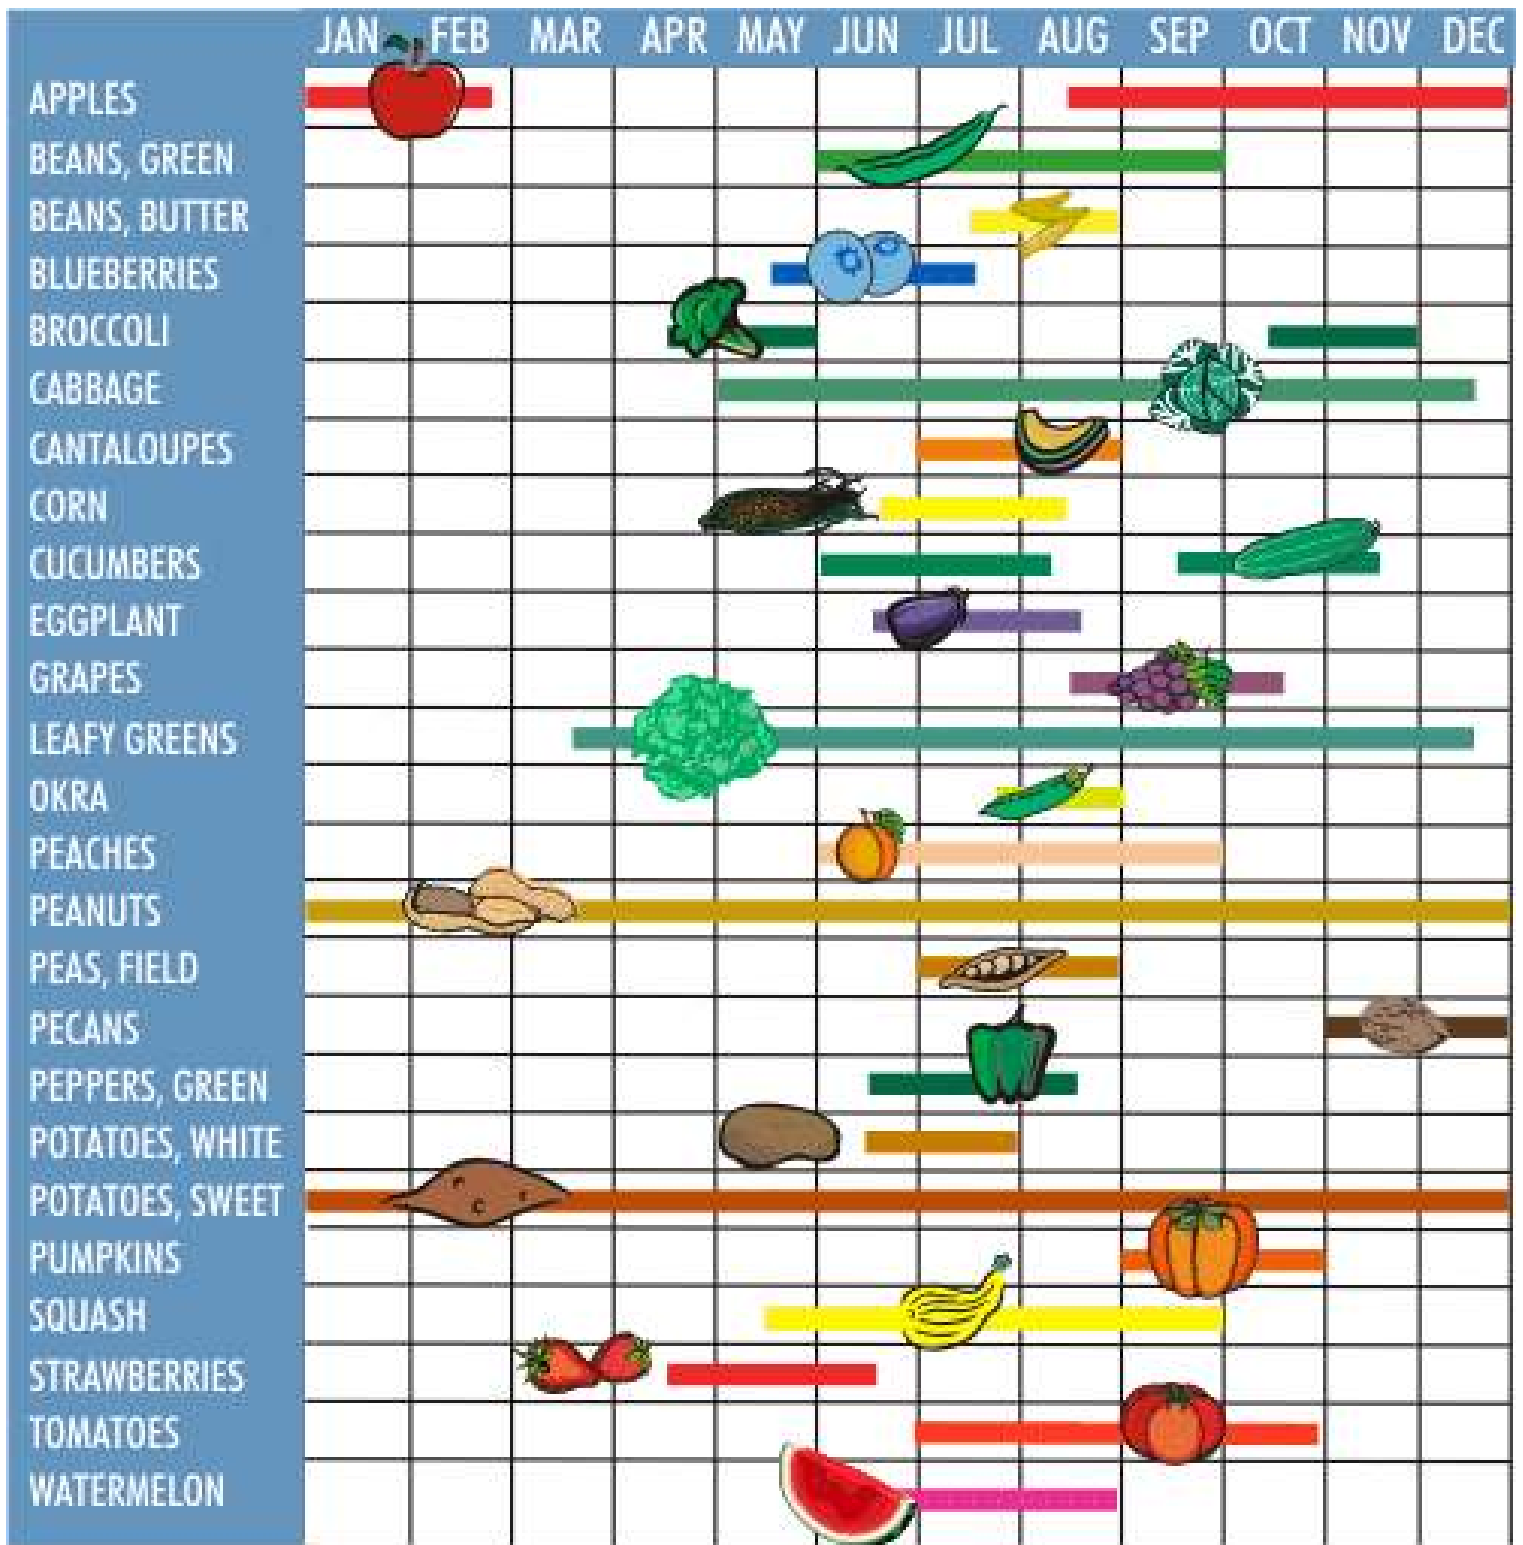 JAN FEB MAR APR MAY JUN JUL AUG SEP OCT NOV DEC
APPLES
BEANS, GREEN
BEANS, BUTTER
BLUEBERRIES
BROCCOLI
CABBAGE
CANTALOUPES
CORN
CUCUMBERS
EGGPLANT
GRAPES
LEAFY GREENS
OKRA
PEACHES
PEANUTS
PEAS, FIELD
PECANS
PEPPERS, GREEN
POTATOES, WHITE
POTATOES, SWEET
PUMPKINS
SQUASH
STRAWBERRIES
TOMATOES
WATERMELON